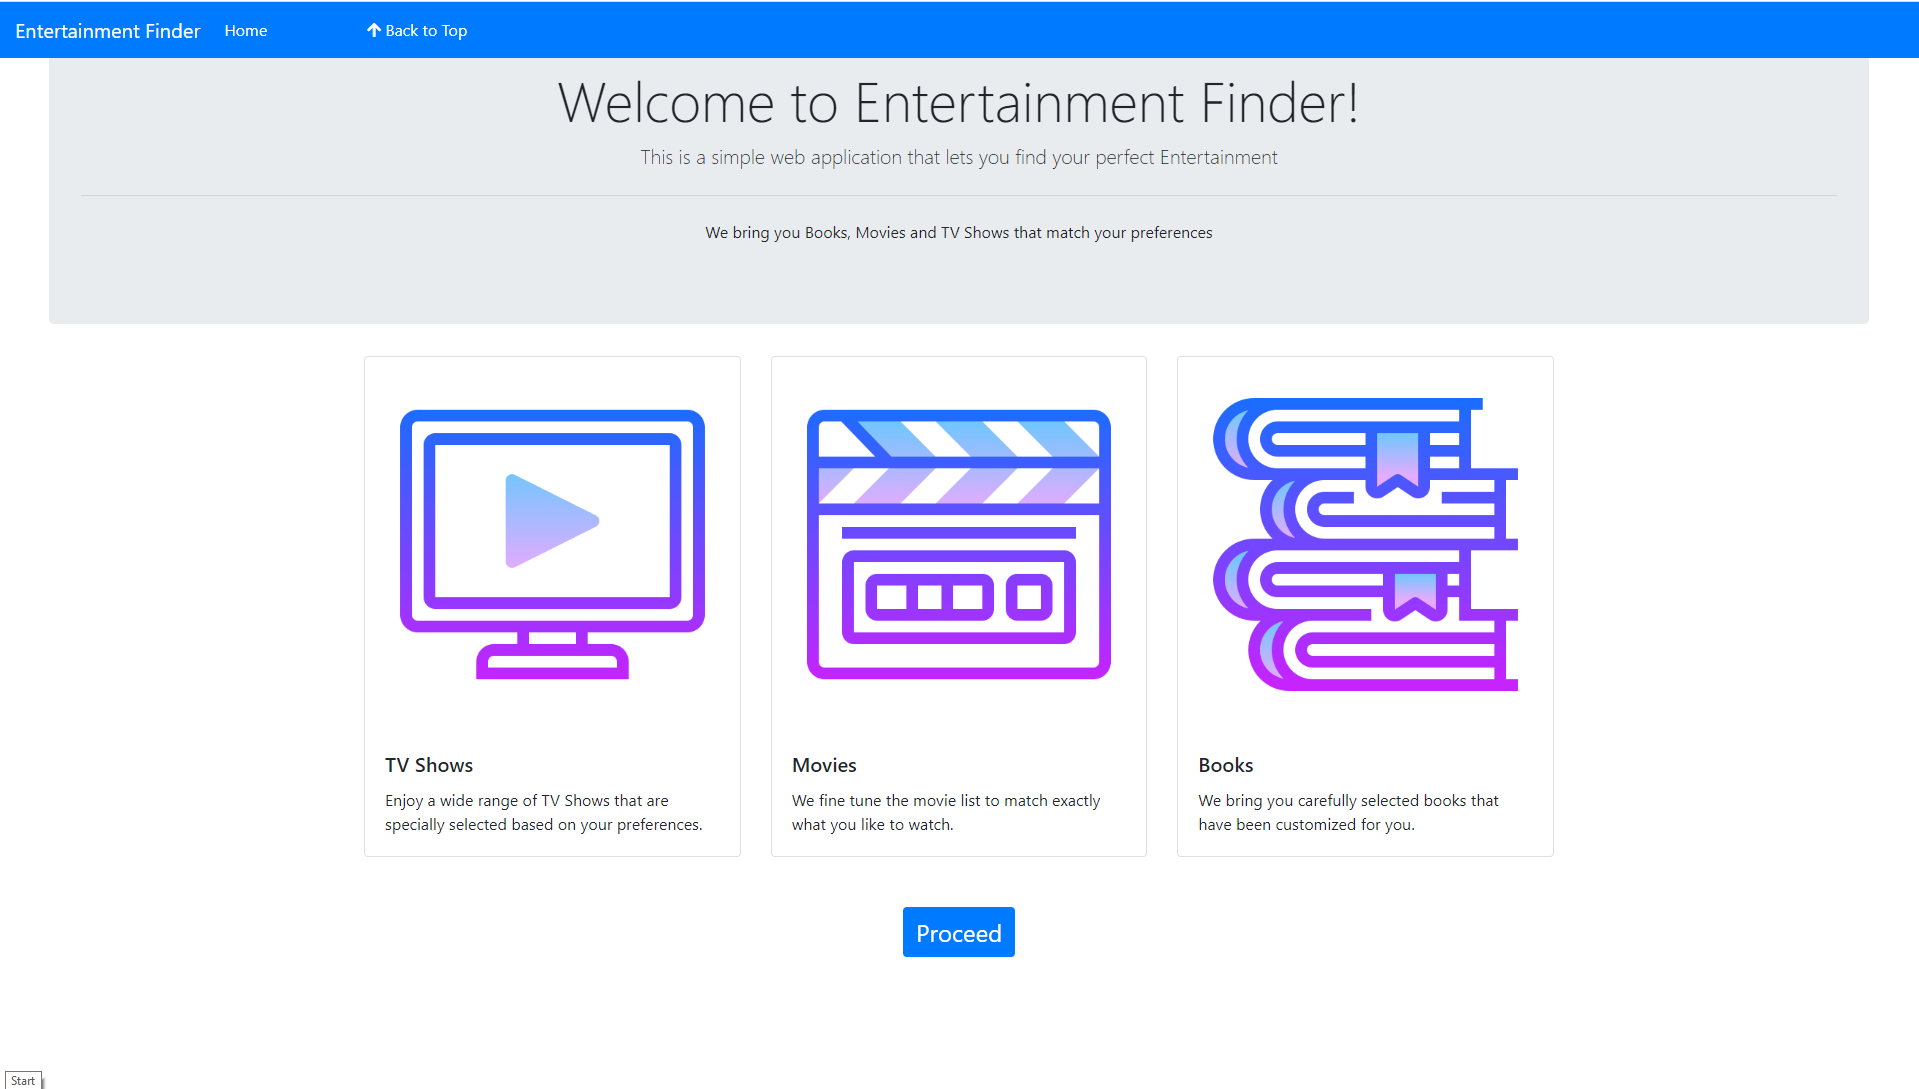 Entertainment Finder Home Back to Top
Welcome to Entertainment Finder!
This is a simple web application that lets you find your perfect Entertainment
We bring you Books, Movies and TV Shows that match your preferences
TV Shows
Enjoy a wide range of TV Shows that are
specially selected based on your preferences.
Movies
We fine tune the movie list to match exactly
what you like to watch.
Books
We bring you carefully selected books that
have been customized for you.
Proceed
Start